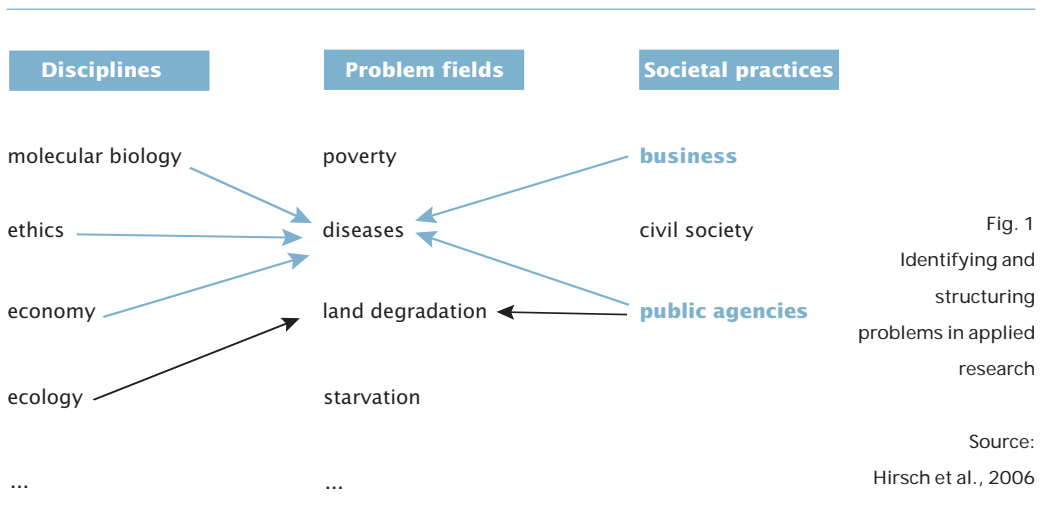 Disciplines
Problem fields
Societal practices
molecular biology
poverty
business
ethics
diseases
civil society
economy
land degradation
public agencies
ecology
starvation
...
...
Fig. 1
Identifying and
structuring
problems in applied
research
Source:
Hirsch et al., 2006